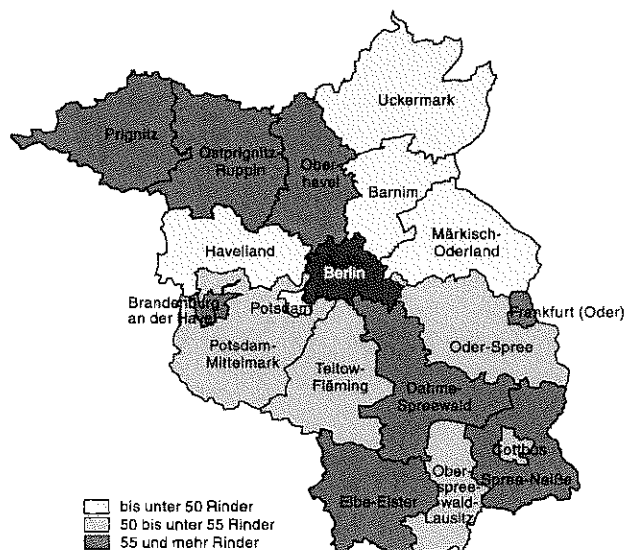 Uckermark
Prignitz
Ostprignitz-
Ruppin
Ober-
havel
Barnim
Havelland
Märkisch-
Oderland
Berlin
Brandenburg
an der Havel
Potsdam
Frankfurt (Oder)
Potsdam-
Mittelmark
Teltow-
Fläming
Oder-Spree
Dahme-
Spreewald
Cottbus
Spree-Neiße
Elbe-Elster
Ober-
spree-
wald-
Lausitz
bis unter 50 Rinder
50 bis unter 55 Rinder
55 und mehr Rinder